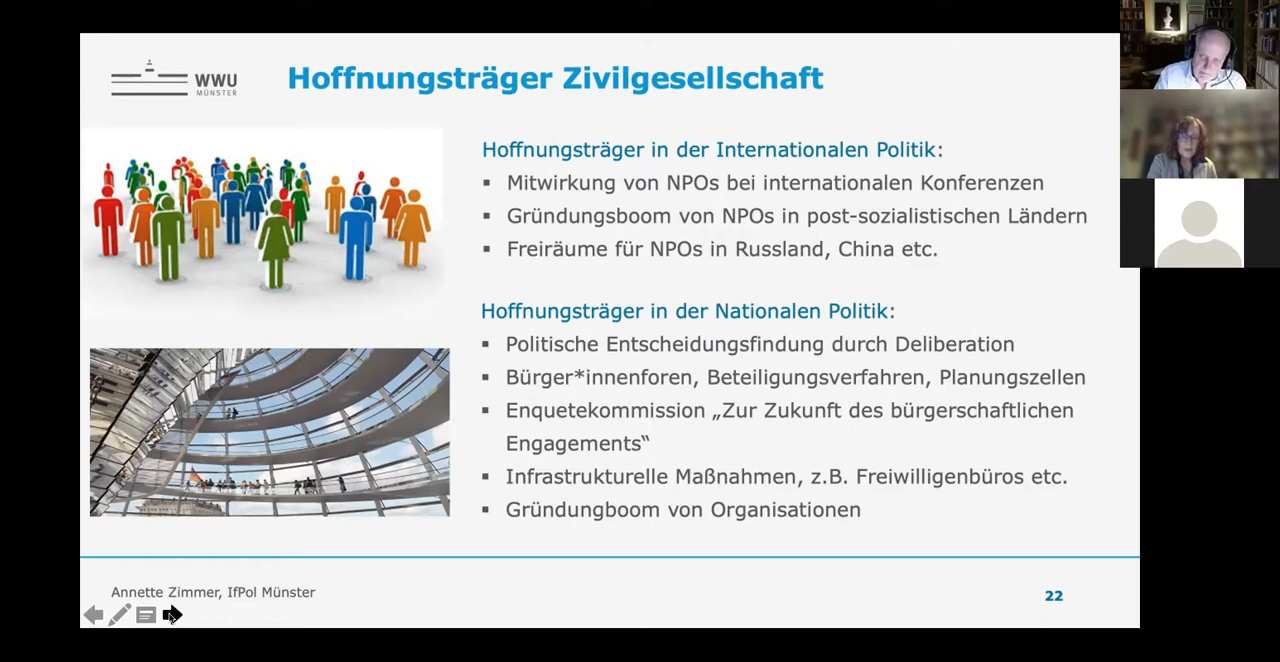 WWU
MÜNSTER
Hoffnungsträger Zivilgesellschaft
Hoffnungsträger in der Internationalen Politik:
▪ Mitwirkung von NPOs bei internationalen Konferenzen
▪ Gründungsboom von NPOs in post-sozialistischen Ländern
▪ Freiräume für NPOs in Russland, China etc.
Hoffnungsträger in der Nationalen Politik:
▪ Politische Entscheidungsfindung durch Deliberation
▪ Bürger*innenforen, Beteiligungsverfahren, Planungszellen
▪ Enquetekommission „Zur Zukunft des bürgerschaftlichen
Engagements“
▪ Infrastrukturelle Maßnahmen, z.B. Freiwilligenbüros etc.
▪ Gründungboom von Organisationen
Annette Zimmer, IfPol Münster
22